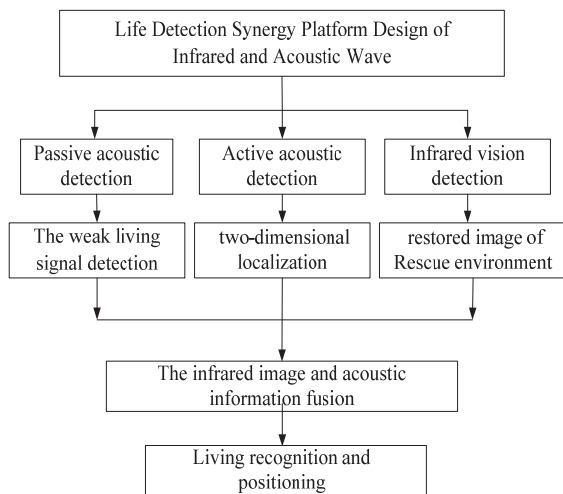 Life Detection Synergy Platform Design of
Infrared and Acoustic Wave
Passive acoustic
detection
Active acoustic
detection
Infrared vision
detection
The weak living
signal detection
two-dimensional
localization
restored image of
Rescue environment
The infrared image and acoustic
information fusion
Living recognition and
positioning